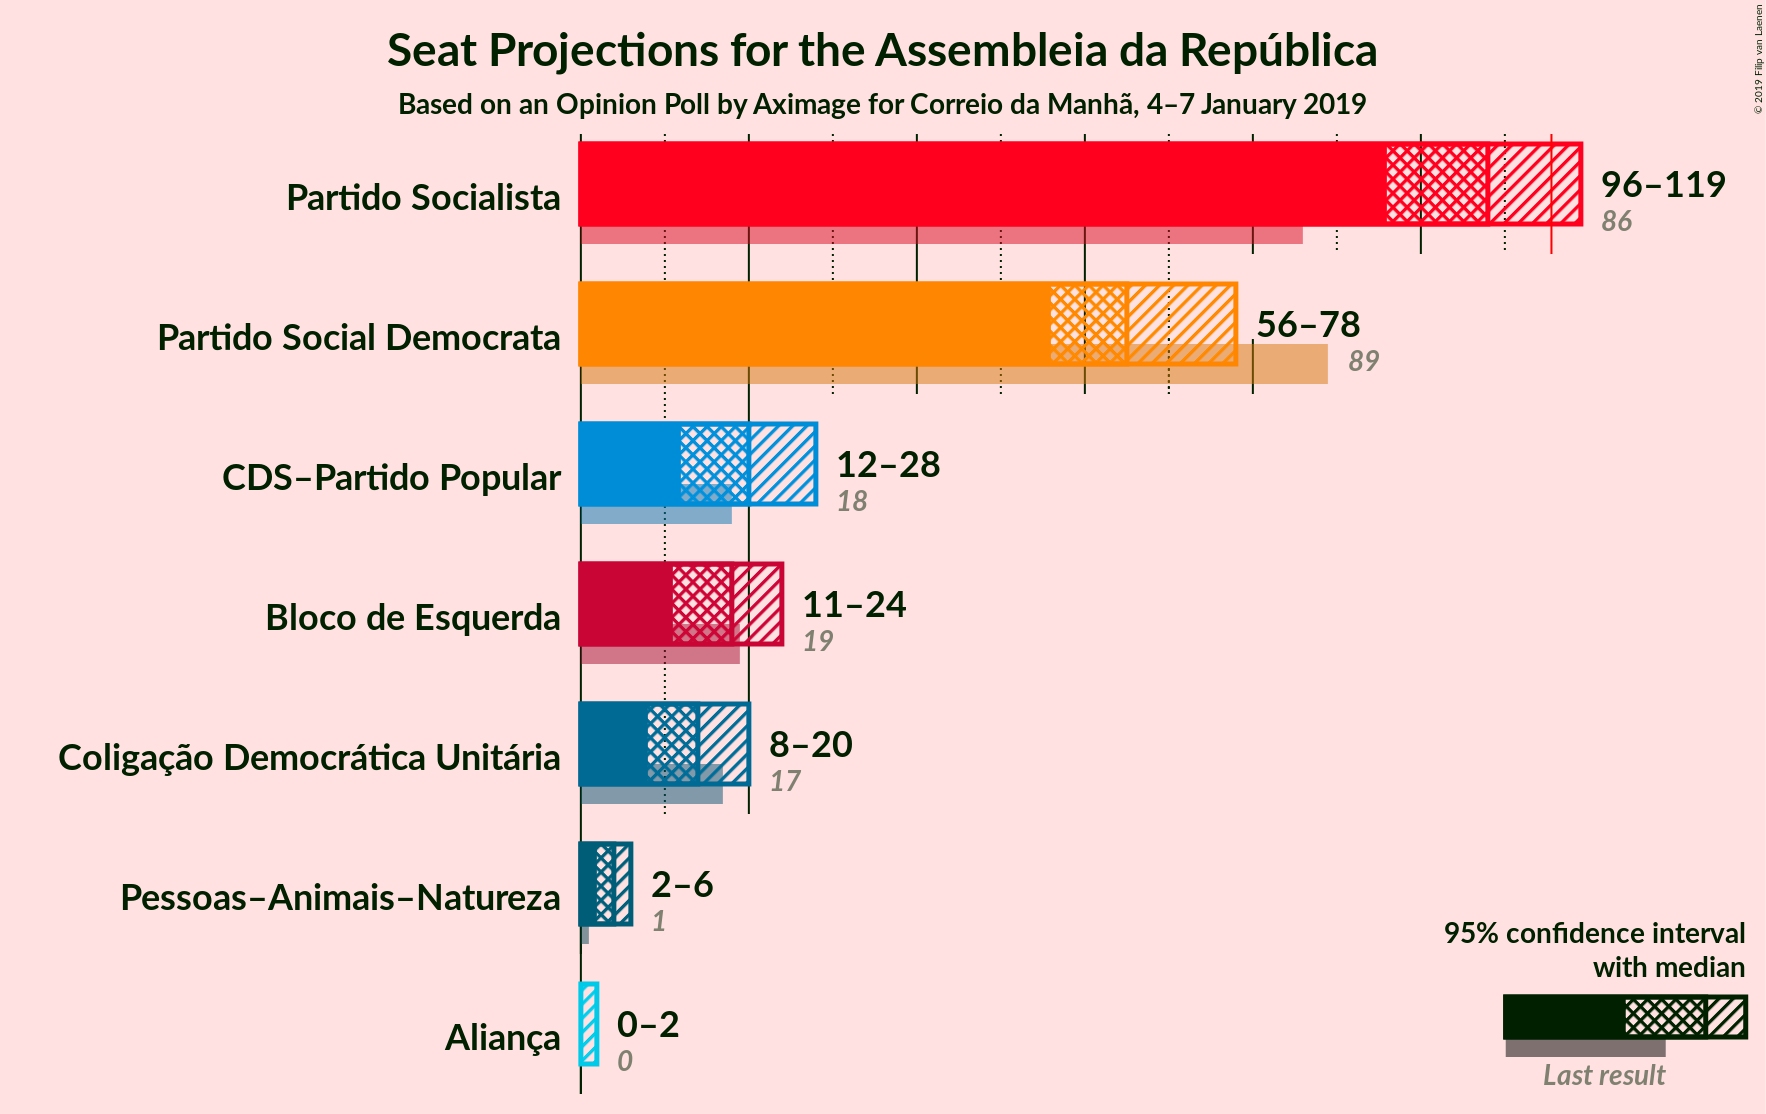 Seat Projections for the Assembleia da República
Based on an Opinion Poll by Aximage for Correio da Manhã, 4–7 January 2019
© 2019 Filip van Laenen
Partido Socialista
96–119
86
Partido Social Democrata
56–78
89
CDS–Partido Popular
12–28
18
Bloco de Esquerda
11–24
19
Coligação Democrática Unitária
8–20
17
Pessoas–Animais–Natureza
2–6
1
Aliança
0–2
0
95% confidence interval
with median
Last result